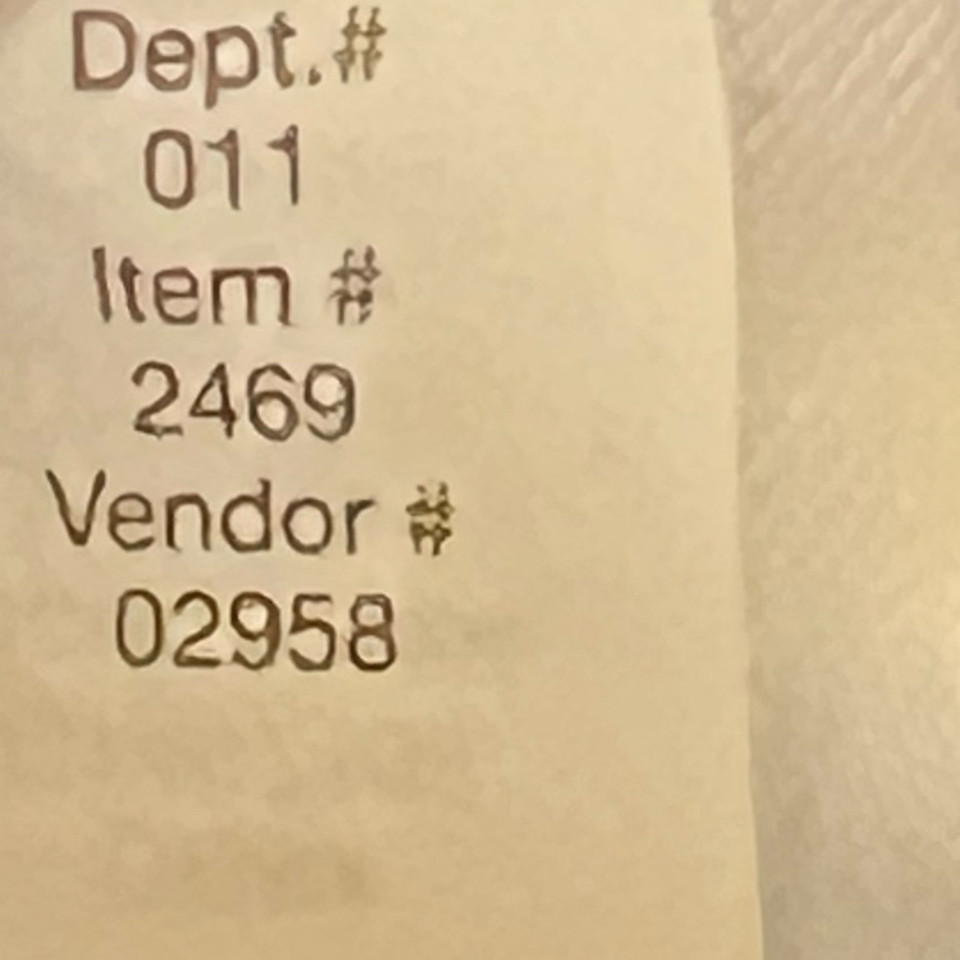 Dept.#
011
Item #
2469
Vendor #
02958